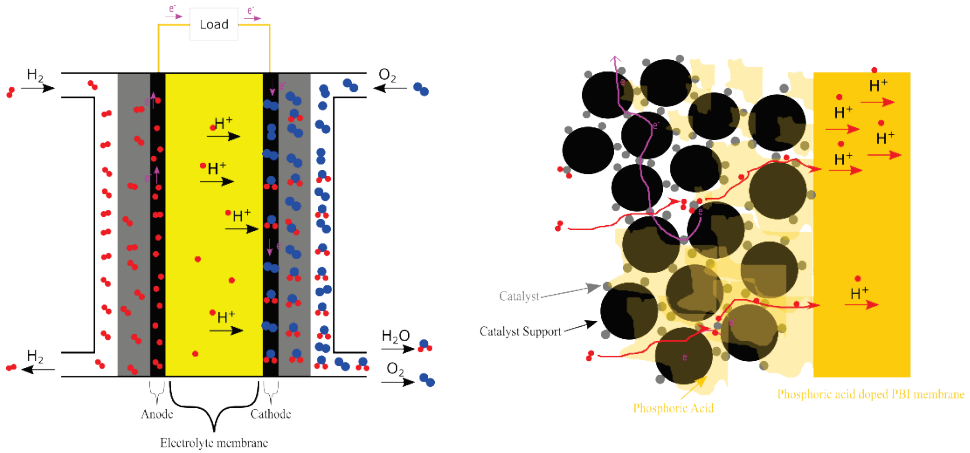 e-
e-
Load
H2
O2
e-
e-
H+
H+
H+
H+
e-
e-
H2
H2O
O2
Anode
Cathode
Electrolyte membrane
e-
e-
H+
H+
H+
H+
H+
e-
Catalyst
Catalyst Support
Phosphoric Acid
Phosphoric acid doped PBI membrane